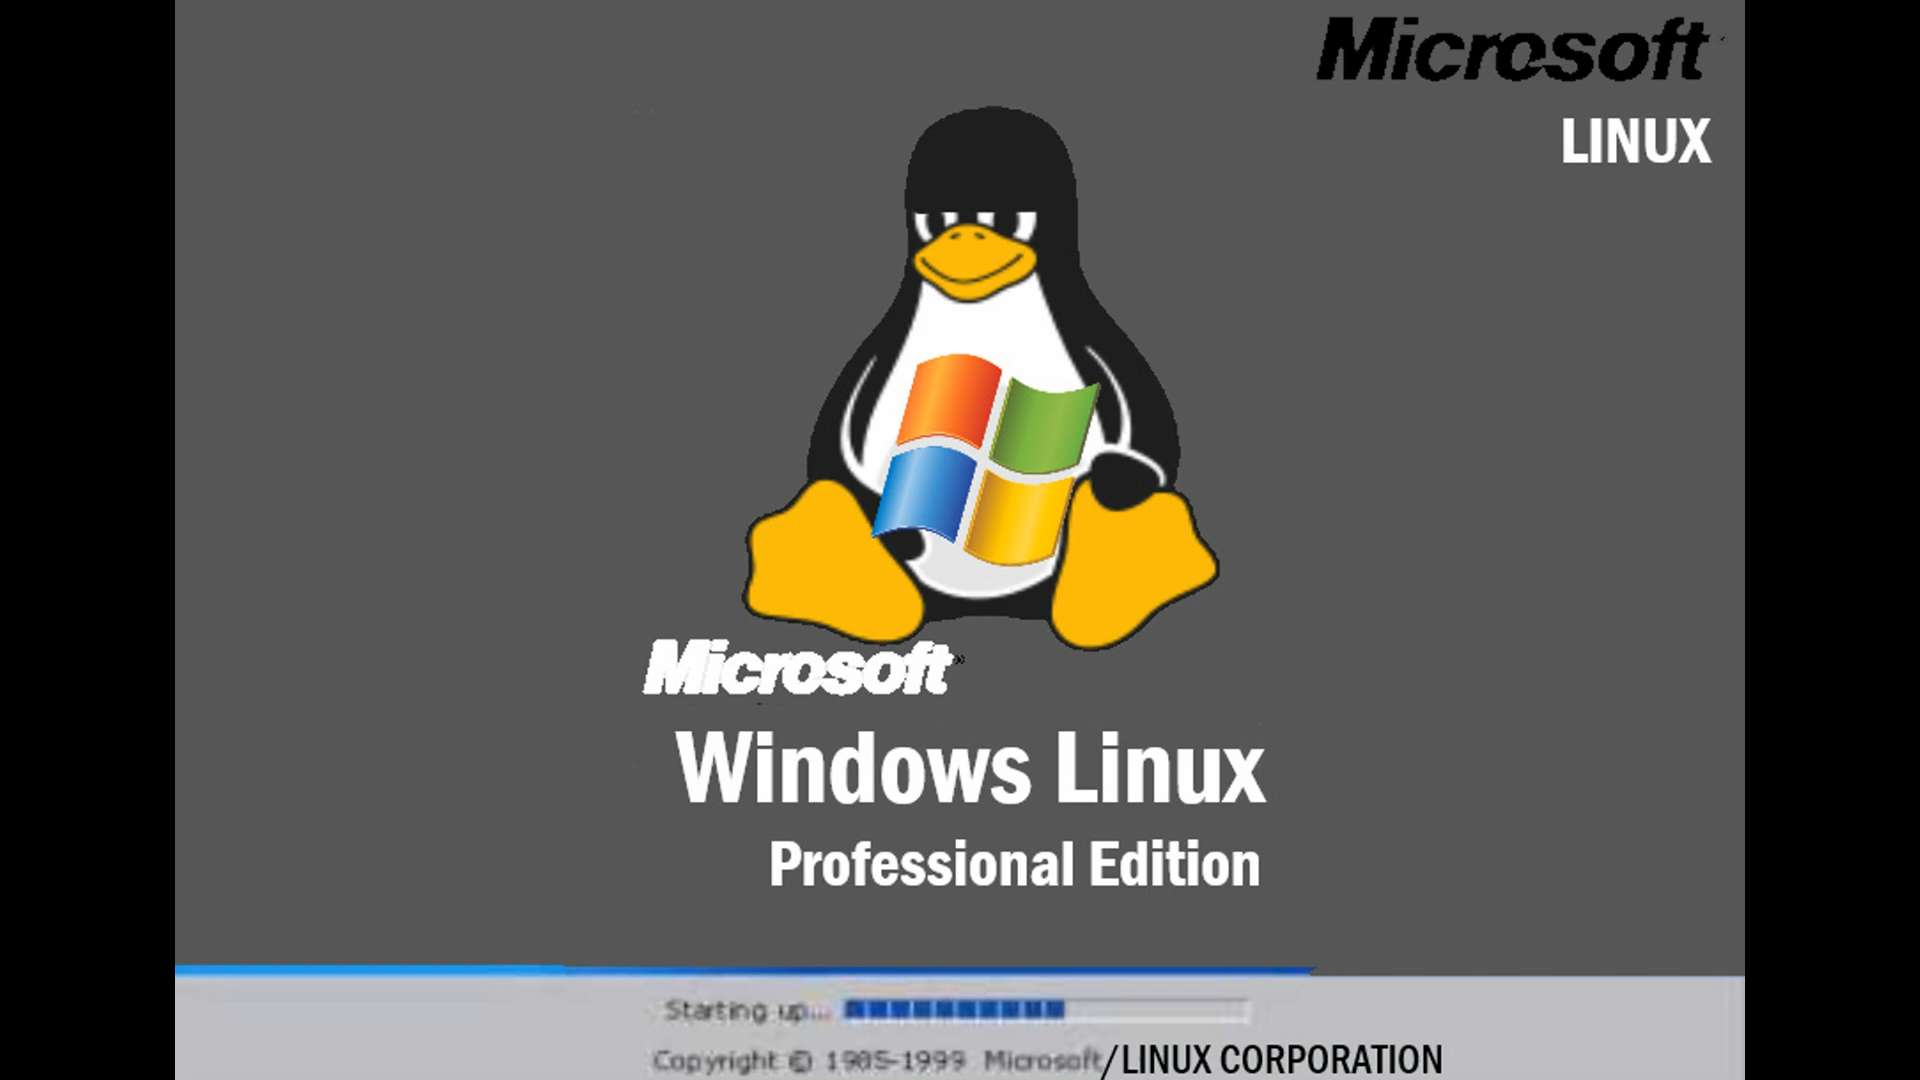 Microsoft
LINUX
Microsoft
Windows Linux
Professional Edition
Starting up...
Copyright © 1985-1999 Microsoft/LINUX CORPORATION